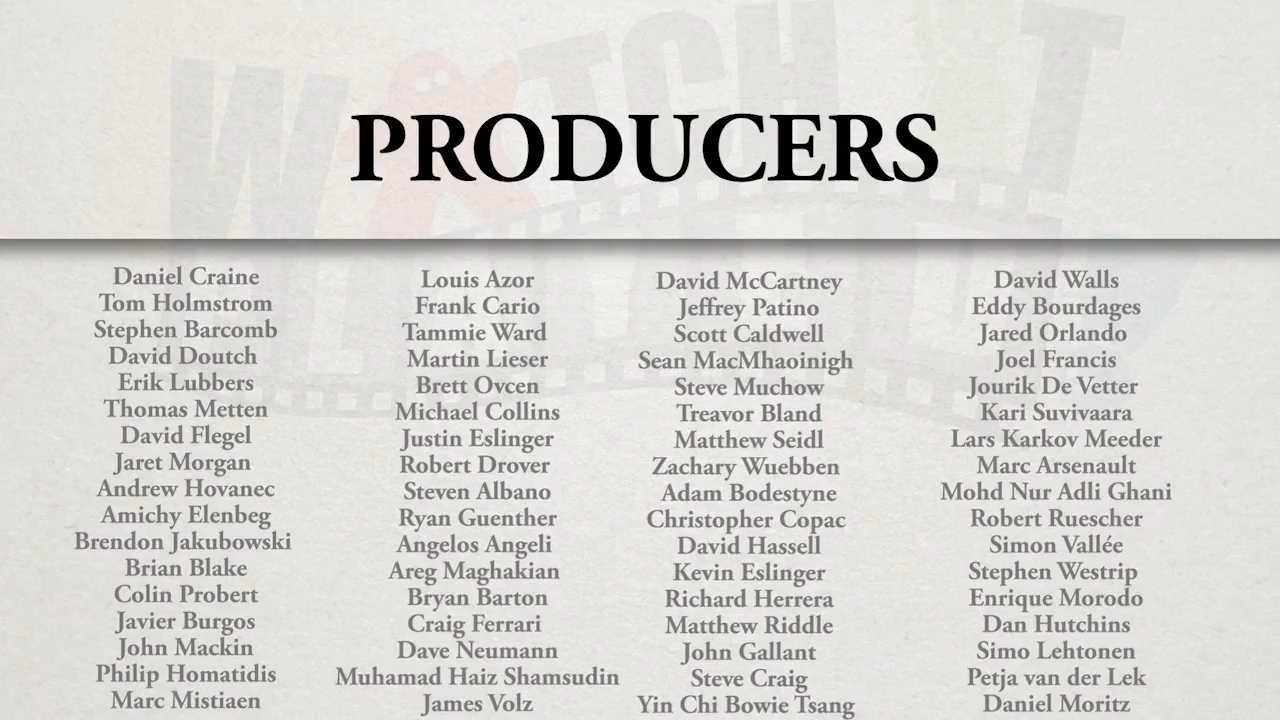 WATCH IT
PRODUCERS
Daniel Craine
Tom Holmstrom
Stephen Barcomb
David Doutch
Erik Lubbers
Thomas Metten
David Flegel
Jaret Morgan
Andrew Hovanec
Amichy Elenbeg
Brendon Jakubowski
Brian Blake
Colin Probert
Javier Burgos
John Mackin
Philip Homatidis
Marc Mistiaen
Louis Azor
Frank Cario
Tammie Ward
Martin Lieser
Brett Ovcen
Michael Collins
Justin Eslinger
Robert Drover
Steven Albano
Ryan Guenther
Angelos Angeli
Areg Maghakian
Bryan Barton
Craig Ferrari
Dave Neumann
Muhamad Haiz Shamsudin
James Volz
David McCartney
Jeffrey Patino
Scott Caldwell
Sean MacMhaoinigh
Steve Muchow
Treavor Bland
Matthew Seidl
Zachary Wuebben
Adam Bodestyne
Christopher Copac
David Hassell
Kevin Eslinger
Richard Herrera
Matthew Riddle
John Gallant
Steve Craig
Yin Chi Bowie Tsang
David Walls
Eddy Bourdages
Jared Orlando
Joel Francis
Jourik De Vetter
Kari Suvivaara
Lars Karkov Meeder
Marc Arsenault
Mohd Nur Adli Ghani
Robert Ruescher
Simon Vallée
Stephen Westrip
Enrique Morodo
Dan Hutchins
Simo Lehtonen
Petja van der Lek
Daniel Moritz